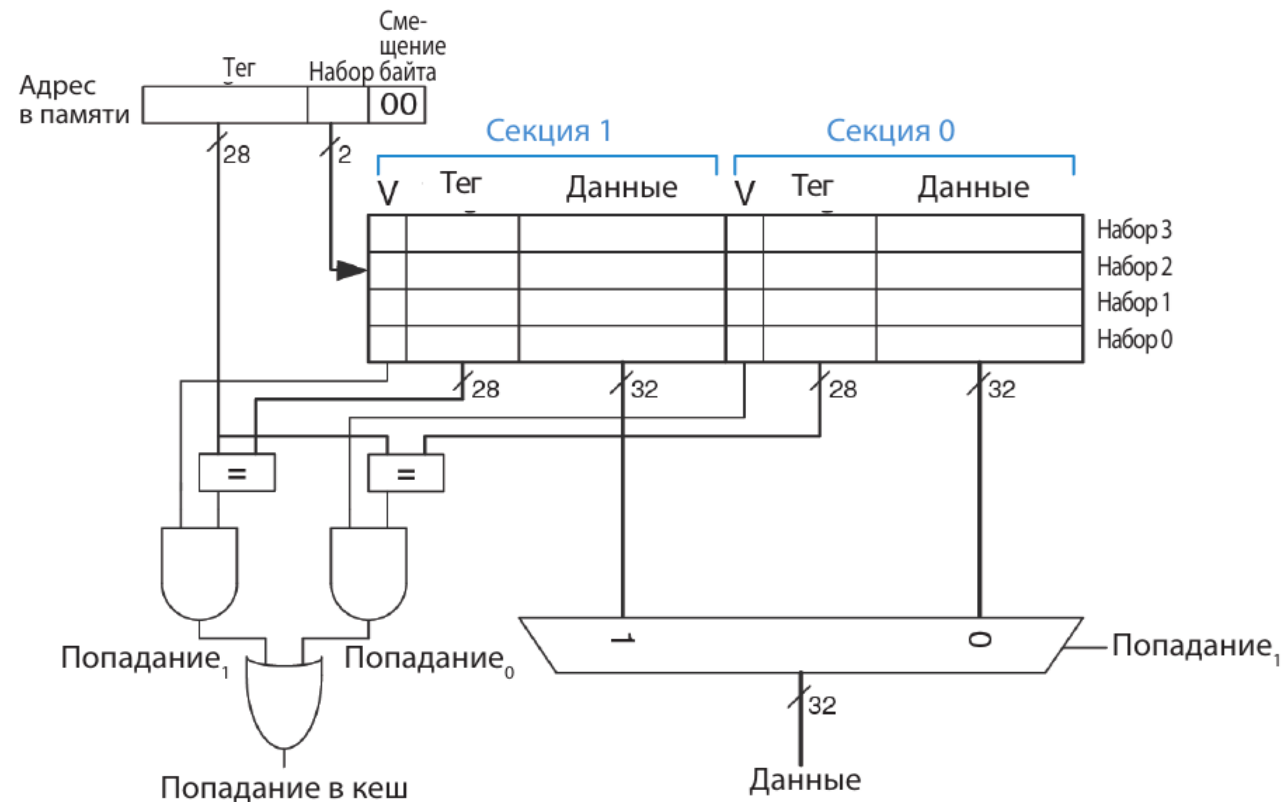 Адрес
в памяти
Тег
Набор
Сме-
щение
байта
00
28
2
Секция 1
Секция 0
V
Тег
Данные
V
Тег
Данные
Набор 3
Набор 2
Набор 1
Набор 0
28
32
28
32
=
=
1
0
Попадание₁
Попадание₀
Попадание₁
32
Попадание в кеш
Данные